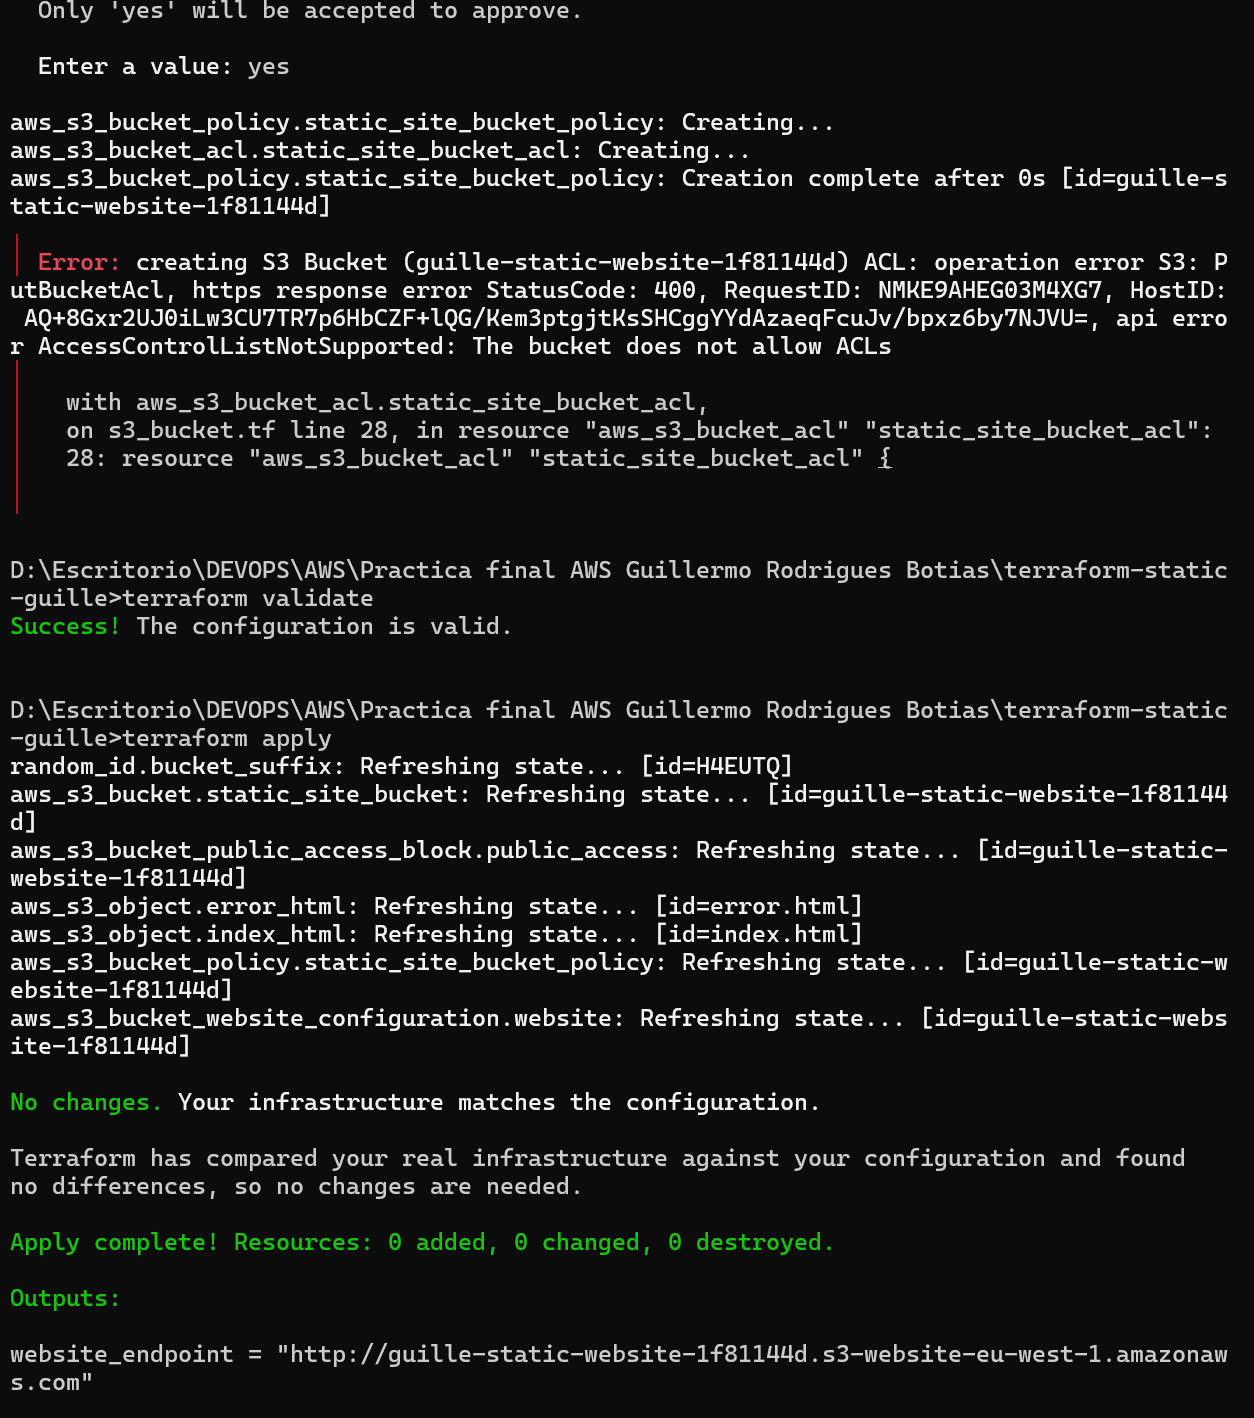 Only 'yes' will be accepted to approve.
Enter a value: yes
aws_s3_bucket_policy.static_site_bucket_policy: Creating...
aws_s3_bucket_acl.static_site_bucket_acl: Creating...
aws_s3_bucket_policy.static_site_bucket_policy: Creation complete after 0s [id=guille-s
tatic-website-1f81144d]
Error: creating S3 Bucket (guille-static-website-1f81144d) ACL: operation error S3: P
utBucketAcl, https response error StatusCode: 400, RequestID: NMKE9AHEG03M4XG7, HostID:
AQ+8Gxr2UJ0iLw3CU7TR7p6HbCZF+lQG/Kem3ptgjtKsSHCggYYdAzaeqFcuJv/bpxz6by7NJVU=, api erro
r AccessControlListNotSupported: The bucket does not allow ACLs
with aws_s3_bucket_acl.static_site_bucket_acl,
on s3_bucket.tf line 28, in resource "aws_s3_bucket_acl" "static_site_bucket_acl":
28: resource "aws_s3_bucket_acl" "static_site_bucket_acl" {
D:\Escritorio\DEVOPS\AWS\Practica final AWS Guillermo Rodrigues Botias\terraform-static
-guille>terraform validate
Success! The configuration is valid.
D:\Escritorio\DEVOPS\AWS\Practica final AWS Guillermo Rodrigues Botias\terraform-static
-guille>terraform apply
random_id.bucket_suffix: Refreshing state... [id=H4EUTQ]
aws_s3_bucket.static_site_bucket: Refreshing state... [id=guille-static-website-1f81144
d]
aws_s3_bucket_public_access_block.public_access: Refreshing state... [id=guille-static-
website-1f81144d]
aws_s3_object.error_html: Refreshing state... [id=error.html]
aws_s3_object.index_html: Refreshing state... [id=index.html]
aws_s3_bucket_policy.static_site_bucket_policy: Refreshing state... [id=guille-static-w
ebsite-1f81144d]
aws_s3_bucket_website_configuration.website: Refreshing state... [id=guille-static-webs
ite-1f81144d]
No changes. Your infrastructure matches the configuration.
Terraform has compared your real infrastructure against your configuration and found
no differences, so no changes are needed.
Apply complete! Resources: 0 added, 0 changed, 0 destroyed.
Outputs:
website_endpoint = "http://guille-static-website-1f81144d.s3-website-eu-west-1.amazonaw
s.com"